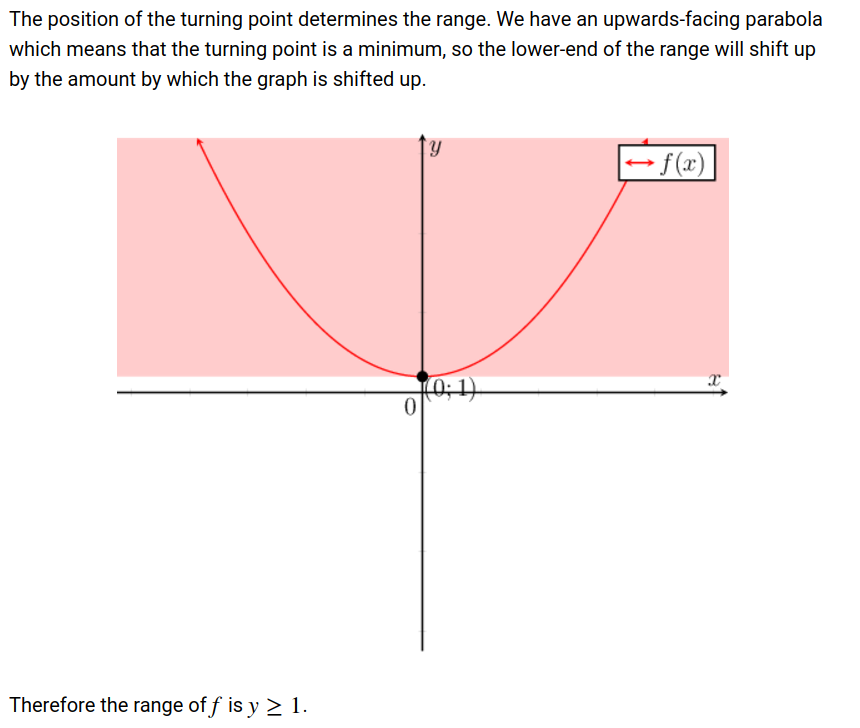 The position of the turning point determines the range. We have an upwards-facing parabola
which means that the turning point is a minimum, so the lower-end of the range will shift up
by the amount by which the graph is shifted up.
y
f(x)
(0; 1)
x
0
Therefore the range of f is y ≥ 1.